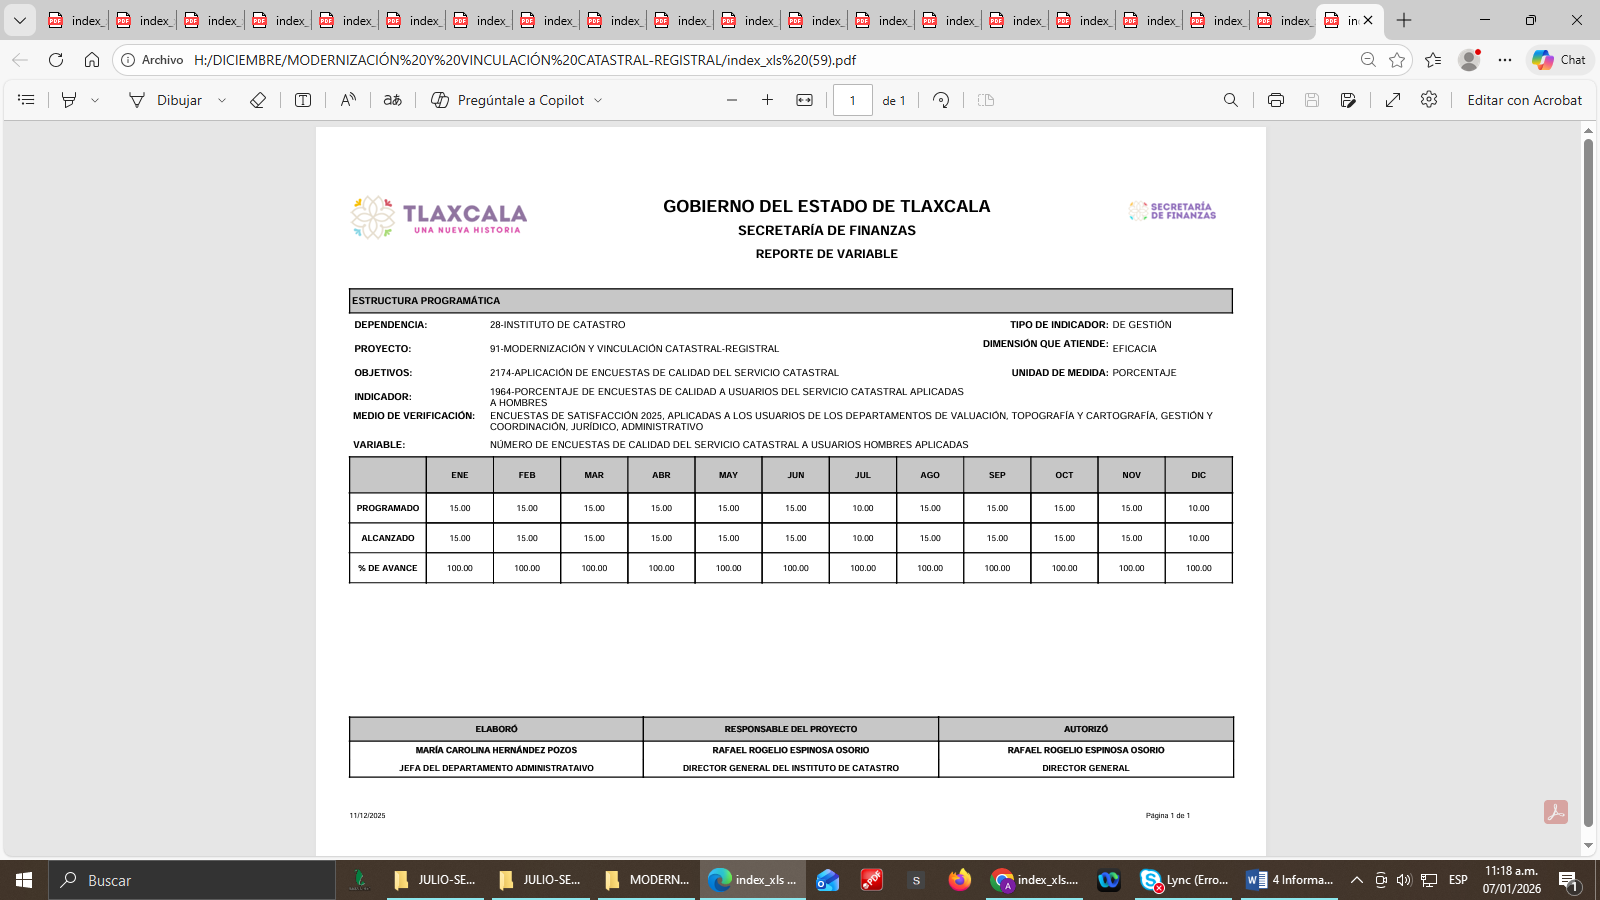 index_ index_ index_ index_ index_ index_ index_ index_ index_ index_ index_ index_ index_ index_ index_ index_ index_ index_ index_ in
Archivo H:/DICIEMBRE/MODERNIZACIÓN%20Y%20VINCULACIÓN%20CATASTRAL-REGISTRAL/index_xls%20(59).pdf Chat
Dibujar Pregúntale a Copilot 1 de 1 Editar con Acrobat
TLAXCALA
UNA NUEVA HISTORIA
GOBIERNO DEL ESTADO DE TLAXCALA
SECRETARÍA DE FINANZAS
REPORTE DE VARIABLE
SECRETARÍA
DE FINANZAS
ESTRUCTURA PROGRAMÁTICA
DEPENDENCIA: 28-INSTITUTO DE CATASTRO TIPO DE INDICADOR: DE GESTIÓN
PROYECTO: 91-MODERNIZACIÓN Y VINCULACIÓN CATASTRAL-REGISTRAL DIMENSIÓN QUE ATIENDE: EFICACIA
OBJETIVOS: 2174-APLICACIÓN DE ENCUESTAS DE CALIDAD DEL SERVICIO CATASTRAL UNIDAD DE MEDIDA: PORCENTAJE
INDICADOR: 1964-PORCENTAJE DE ENCUESTAS DE CALIDAD A USUARIOS DEL SERVICIO CATASTRAL APLICADAS
A HOMBRES
MEDIO DE VERIFICACIÓN: ENCUESTAS DE SATISFACCIÓN 2025, APLICADAS A LOS USUARIOS DE LOS DEPARTAMENTOS DE VALUACIÓN, TOPOGRAFÍA Y CARTOGRAFÍA, GESTIÓN Y
COORDINACIÓN, JURÍDICO, ADMINISTRATIVO
VARIABLE: NÚMERO DE ENCUESTAS DE CALIDAD DEL SERVICIO CATASTRAL A USUARIOS HOMBRES APLICADAS
ENE FEB MAR ABR MAY JUN JUL AGO SEP OCT NOV DIC
PROGRAMADO 15.00 15.00 15.00 15.00 15.00 15.00 10.00 15.00 15.00 15.00 15.00 10.00
ALCANZADO 15.00 15.00 15.00 15.00 15.00 15.00 10.00 15.00 15.00 15.00 15.00 10.00
% DE AVANCE 100.00 100.00 100.00 100.00 100.00 100.00 100.00 100.00 100.00 100.00 100.00 100.00
ELABORÓ RESPONSABLE DEL PROYECTO AUTORIZÓ
MARÍA CAROLINA HERNÁNDEZ POZOS RAFAEL ROGELIO ESPINOSA OSORIO RAFAEL ROGELIO ESPINOSA OSORIO
JEFA DEL DEPARTAMENTO ADMINISTRATAIVO DIRECTOR GENERAL DEL INSTITUTO DE CATASTRO DIRECTOR GENERAL
11/12/2025 Página 1 de 1
Buscar JULIO-SE... JULIO-SE... MODERN... index_xls ... index_xls.... Lync (Erro... 4 Informa... ESP 11:18 a.m.
07/01/2026 1